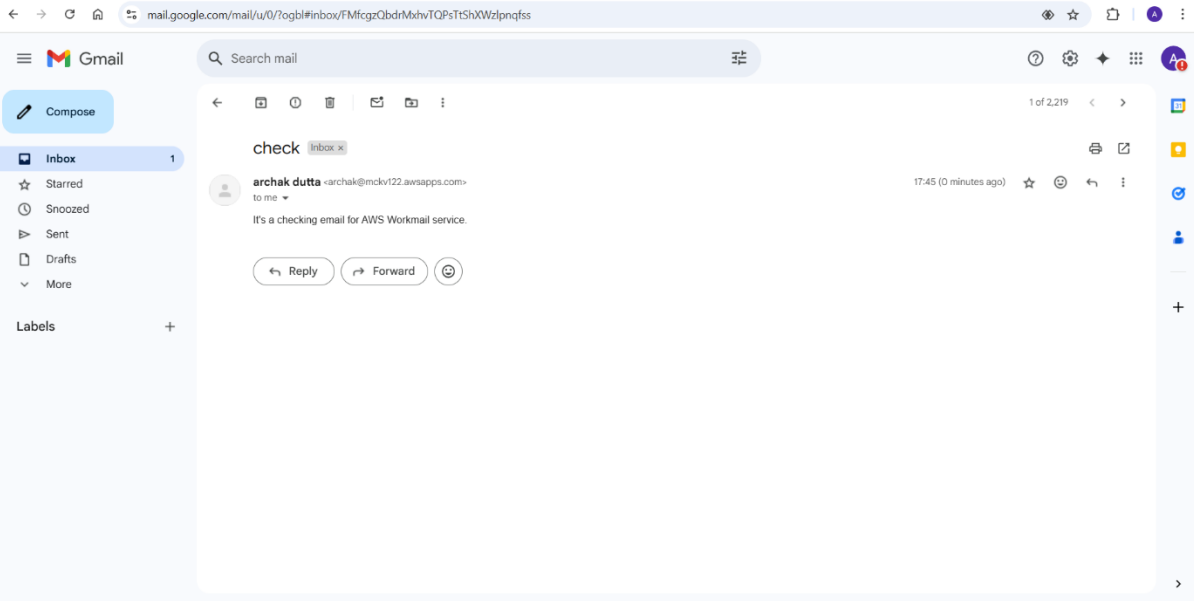 mail.google.com/mail/u/0/?ogbl#inbox/FMfcgzQbdrMxhvTQPsTtShXWzlpnqfss
A
Gmail
Search mail
A
Compose
1 of 2,219
31
check Inbox ×
Inbox 1
Starred
Snoozed
Sent
Drafts
More
Labels
archak dutta <archak@mckv122.awsapps.com>
17:45 (0 minutes ago)
to me
It's a checking email for AWS Workmail service.
Reply
Forward